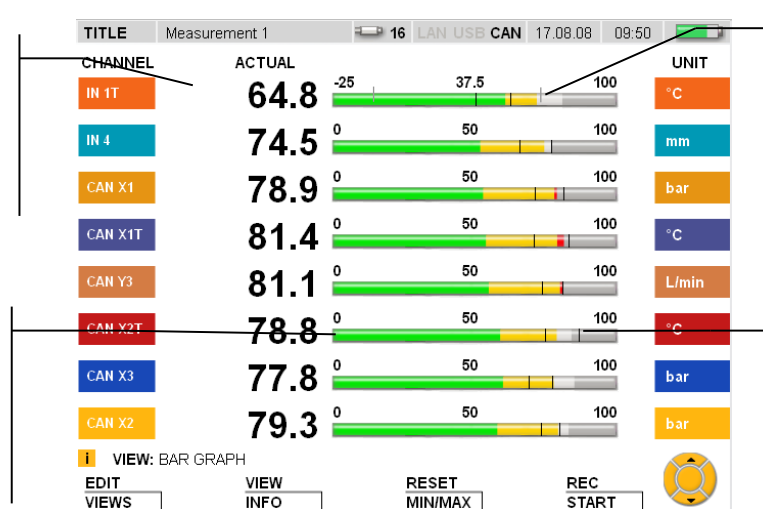 TITLE Measurement 1 16 LAN USB CAN 17.08.08 09:50
CHANNEL ACTUAL UNIT
IN 1T 64.8 -25 37.5 100 °C
IN 4 74.5 0 50 100 mm
CAN X1 78.9 0 50 100 bar
CAN X1T 81.4 0 50 100 °C
CAN Y3 81.1 0 50 100 L/min
CAN X2T 78.8 0 50 100 °C
CAN X3 77.8 0 50 100 bar
CAN X2 79.3 0 50 100 bar
i VIEW: BAR GRAPH
EDIT VIEW RESET REC
VIEWS INFO MIN/MAX START